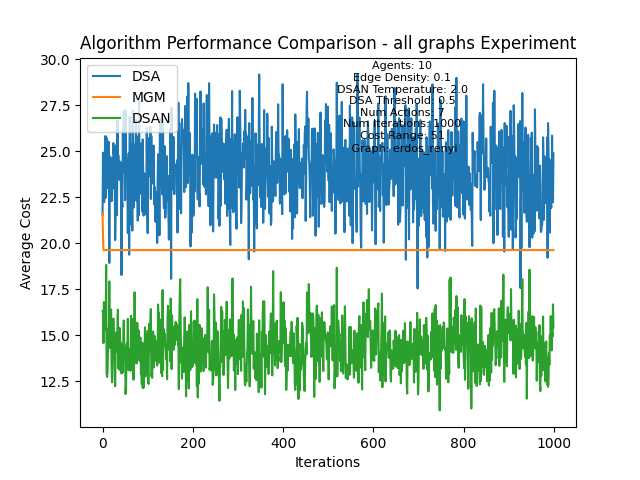 Algorithm Performance Comparison - all graphs Experiment
30.0
27.5
25.0
22.5
20.0
17.5
15.0
12.5
Average Cost
DSA
MGM
DSAN
Agents: 10
Edge Density: 0.1
DSAN Temperature: 2.0
DSA Threshold: 0.5
Num Actions: 7
Num Iterations: 1000
Cost Range: 51
Graph: erdos_renyi
0
200
400
600
800
1000
Iterations